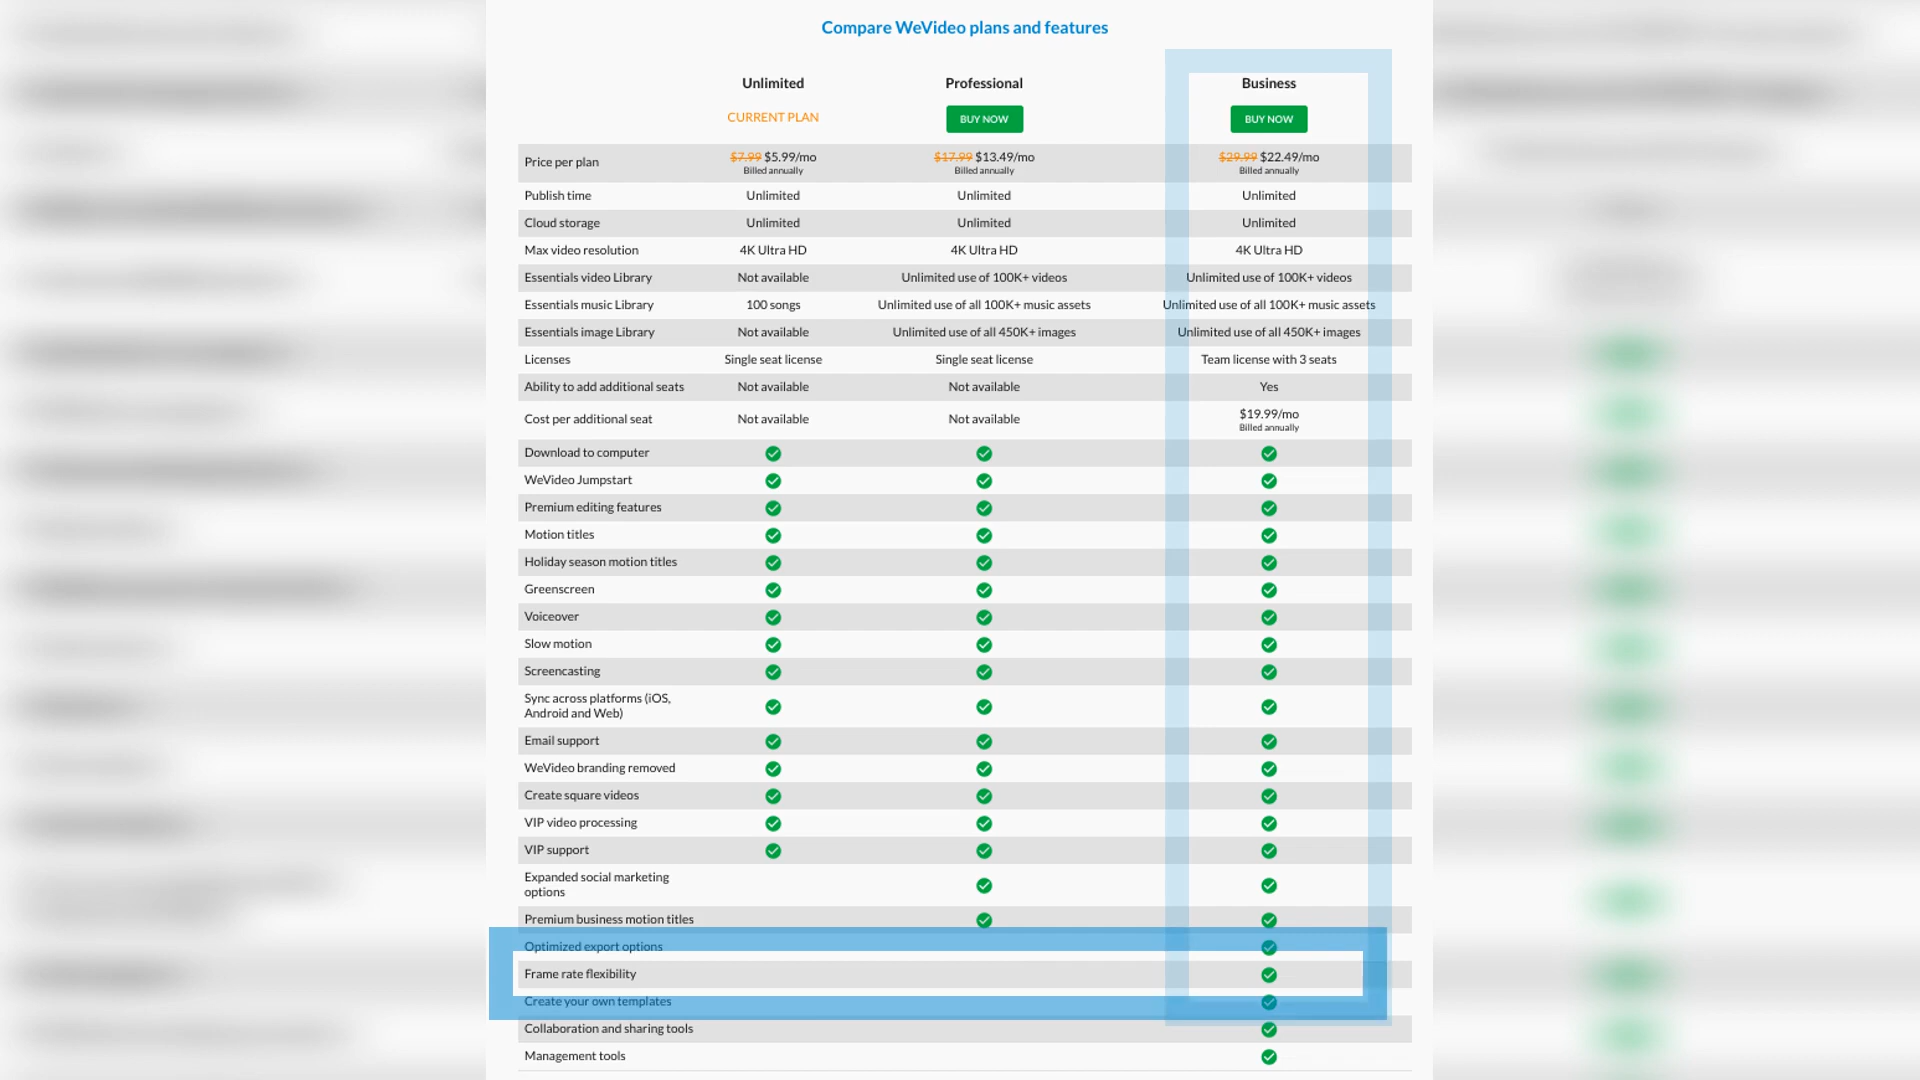 Compare WeVideo plans and features
Unlimited Professional Business
CURRENT PLAN BUY NOW BUY NOW
Price per plan $7.99 $5.99/mo $17.99 $13.49/mo $29.99 $22.49/mo
Billed annually Billed annually Billed annually
Publish time Unlimited Unlimited Unlimited
Cloud storage Unlimited Unlimited Unlimited
Max video resolution 4K Ultra HD 4K Ultra HD 4K Ultra HD
Essentials video Library Not available Unlimited use of 100K+ videos Unlimited use of 100K+ videos
Essentials music Library 100 songs Unlimited use of all 100K+ music assets Unlimited use of all 100K+ music assets
Essentials image Library Not available Unlimited use of all 450K+ images Unlimited use of all 450K+ images
Licenses Single seat license Single seat license Team license with 3 seats
Ability to add additional seats Not available Not available Yes
Cost per additional seat Not available Not available $19.99/mo
Billed annually
Download to computer
WeVideo Jumpstart
Premium editing features
Motion titles
Holiday season motion titles
Greenscreen
Voiceover
Slow motion
Screencasting
Sync across platforms (iOS,
Android and Web)
Email support
WeVideo branding removed
Create square videos
VIP video processing
VIP support
Expanded social marketing
options
Premium business motion titles
Optimized export options
Frame rate flexibility
Create your own templates
Collaboration and sharing tools
Management tools